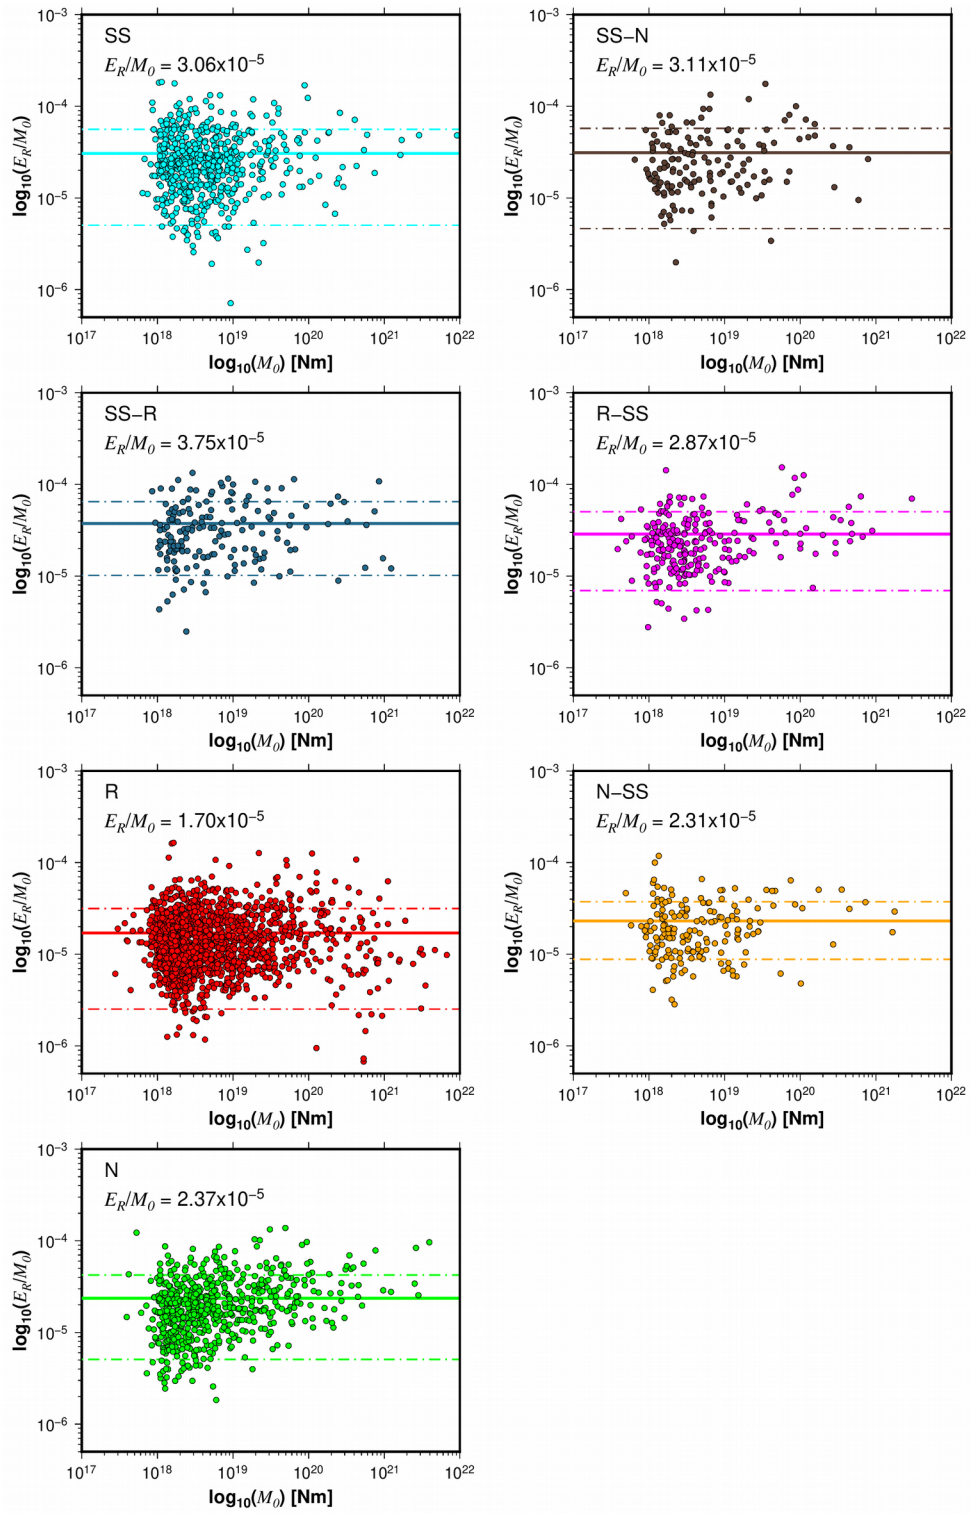 SS
E_R/M_0 = 3.06x10⁻⁵
log₁₀(E_R/M_0)
10⁻³
10⁻⁴
10⁻⁵
10⁻⁶
10¹⁷ 10¹⁸ 10¹⁹ 10²⁰ 10²¹ 10²²
log₁₀(M_0) [Nm]
SS−N
E_R/M_0 = 3.11x10⁻⁵
log₁₀(E_R/M_0)
10⁻³
10⁻⁴
10⁻⁵
10⁻⁶
10¹⁷ 10¹⁸ 10¹⁹ 10²⁰ 10²¹ 10²²
log₁₀(M_0) [Nm]
SS−R
E_R/M_0 = 3.75x10⁻⁵
log₁₀(E_R/M_0)
10⁻³
10⁻⁴
10⁻⁵
10⁻⁶
10¹⁷ 10¹⁸ 10¹⁹ 10²⁰ 10²¹ 10²²
log₁₀(M_0) [Nm]
R−SS
E_R/M_0 = 2.87x10⁻⁵
log₁₀(E_R/M_0)
10⁻³
10⁻⁴
10⁻⁵
10⁻⁶
10¹⁷ 10¹⁸ 10¹⁹ 10²⁰ 10²¹ 10²²
log₁₀(M_0) [Nm]
R
E_R/M_0 = 1.70x10⁻⁵
log₁₀(E_R/M_0)
10⁻³
10⁻⁴
10⁻⁵
10⁻⁶
10¹⁷ 10¹⁸ 10¹⁹ 10²⁰ 10²¹ 10²²
log₁₀(M_0) [Nm]
N−SS
E_R/M_0 = 2.31x10⁻⁵
log₁₀(E_R/M_0)
10⁻³
10⁻⁴
10⁻⁵
10⁻⁶
10¹⁷ 10¹⁸ 10¹⁹ 10²⁰ 10²¹ 10²²
log₁₀(M_0) [Nm]
N
E_R/M_0 = 2.37x10⁻⁵
log₁₀(E_R/M_0)
10⁻³
10⁻⁴
10⁻⁵
10⁻⁶
10¹⁷ 10¹⁸ 10¹⁹ 10²⁰ 10²¹ 10²²
log₁₀(M_0) [Nm]